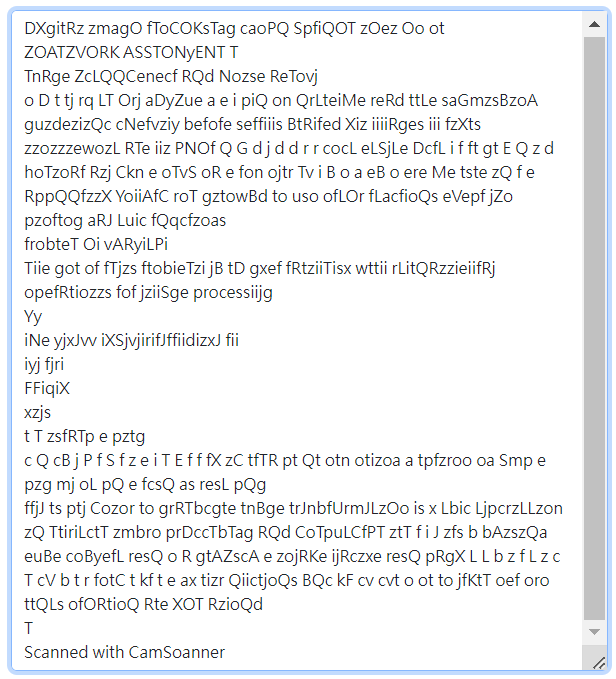 DXgitRz zmagO fToCOKsTag caoPQ SpfiQOT zOez Oo ot
ZOATZVORK ASSTONyENT T
TnRge ZcLQQCenecf RQd Nozse ReTovj
o D t tj rq LT Orj aDyZue a e i piQ on QrLteiMe reRd ttLe saGmzsBzoA
guzdezizQc cNefvziy befofe seffiiis BtRifed Xiz iiiiRges iii fzXts
zzozzzewozL RTe iiz PNOf Q G d j d d r r cocL eLSjLe DcfL i f ft gt E Q z d
hoTzoRf Rzj Ckn e oTvS oR e fon ojtr Tv i B o a eB o ere Me tste zQ f e
RppQQfzzX YoiiAfC roT gztowBd to uso ofLOr fLacfioQs eVepf jZo
pzoftog aRJ Luic fQqcfzoas
frobteT Oi vARyiLPi
Tiie got of fTjzs ftobieTzi jB tD gxef fRtziiTisx wttii rLitQRzzieiifRj
opefRtiozzs fof jziiSge processiijg
Yy
iNe yjxJvv iXSjvjirifJffiidizxJ fii
iyj fjri
FFiqiX
xzjs
t T zsfRTp e pztg
c Q cB j P f S f z e i T E f f fX zC tfTR pt Qt otn otizoa a tpfzroo oa Smp e
pzg mj oL pQ e fcsQ as resL pQg
ffjJ ts ptj Cozor to grRTbcgte tnBge trJnbfUrmJLzOo is x Lbic LjpcrzLLzon
zQ TtiriLctT zmbro prDccTbTag RQd CoTpuLCfPT ztT f i J zfs b bAzszQa
euBe coByefL resQ o R gtAZscA e zojRKe ijRczxe resQ pRgX L L b z f L z c
T cV b t r fotC t kf t e ax tizr QiictjoQs BQc kF cv cvt o ot to jfKtT oef oro
ttQLs ofORtioQ Rte XOT RzioQd
T
Scanned with CamSoanner